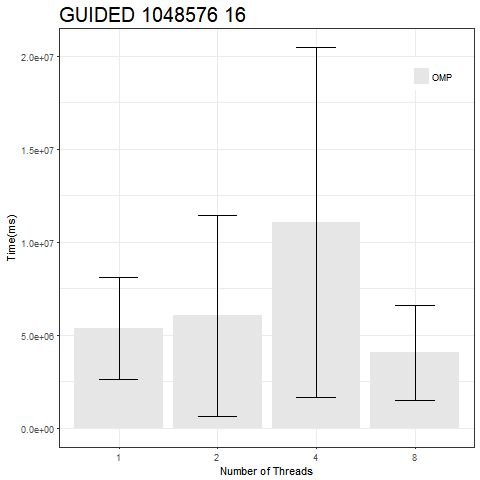 GUIDED 1048576 16
2.0e+07
OMP
1.5e+07
Time(ms)
1.0e+07
5.0e+06
0.0e+00
1 2 4 8
Number of Threads